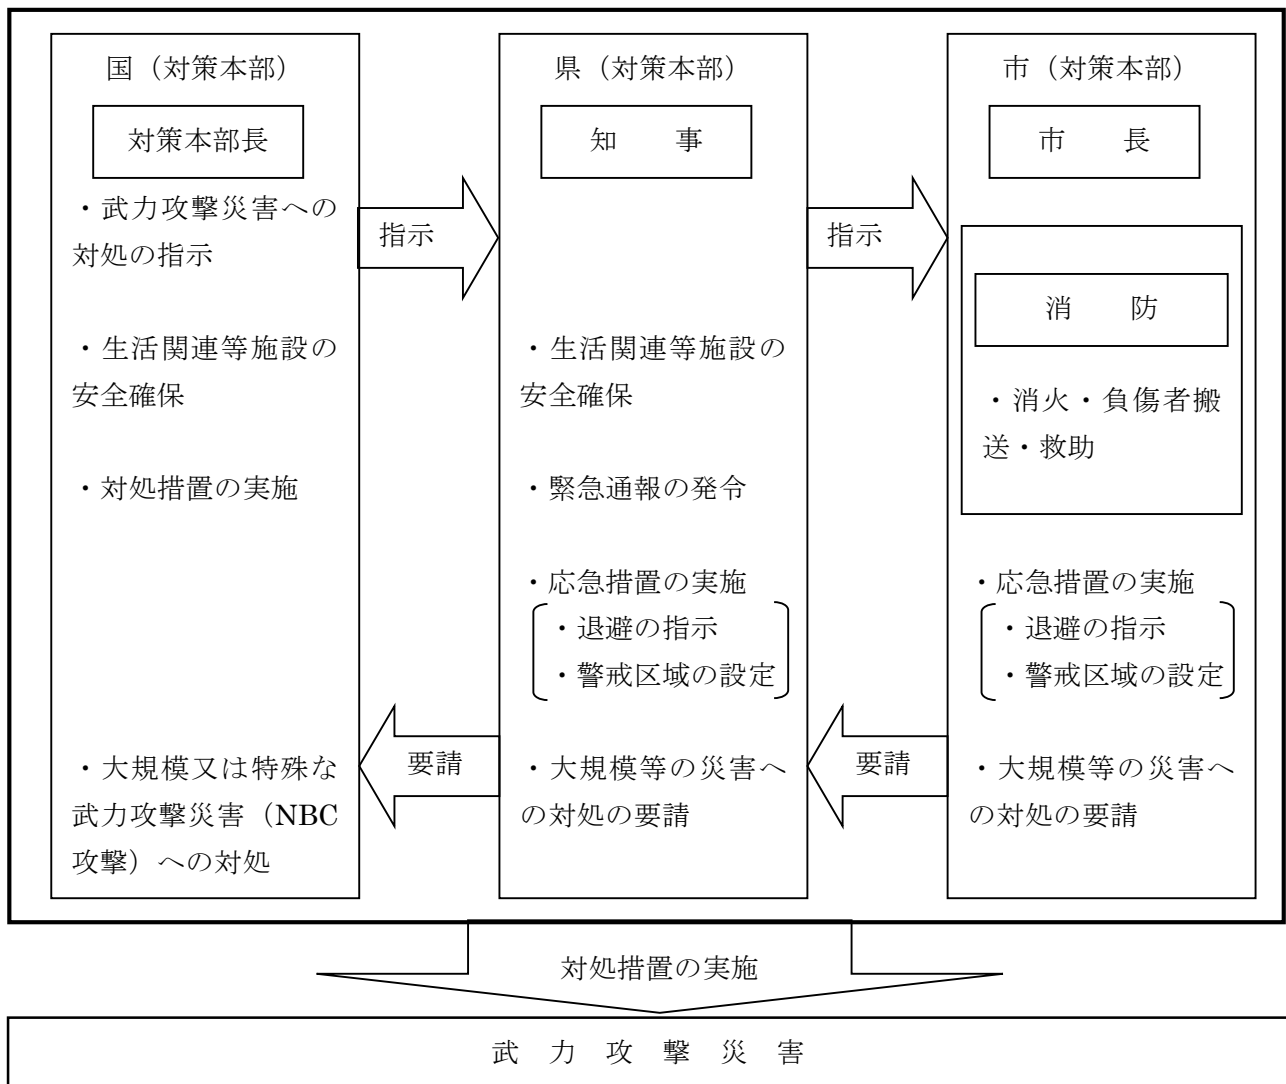 国（対策本部）
対策本部長
・武力攻撃災害への
対処の指示
・生活関連等施設の
安全確保
・対処措置の実施
・大規模又は特殊な
武力攻撃災害（NBC
攻撃）への対処
指示
要請
県（対策本部）
知　　事
・生活関連等施設の
安全確保
・緊急通報の発令
・応急措置の実施
・退避の指示
・警戒区域の設定
・大規模等の災害へ
の対処の要請
指示
要請
市（対策本部）
市　　長
消　　防
・消火・負傷者搬
送・救助
・応急措置の実施
・退避の指示
・警戒区域の設定
・大規模等の災害へ
の対処の要請
対処措置の実施
武　力　攻　撃　災　害